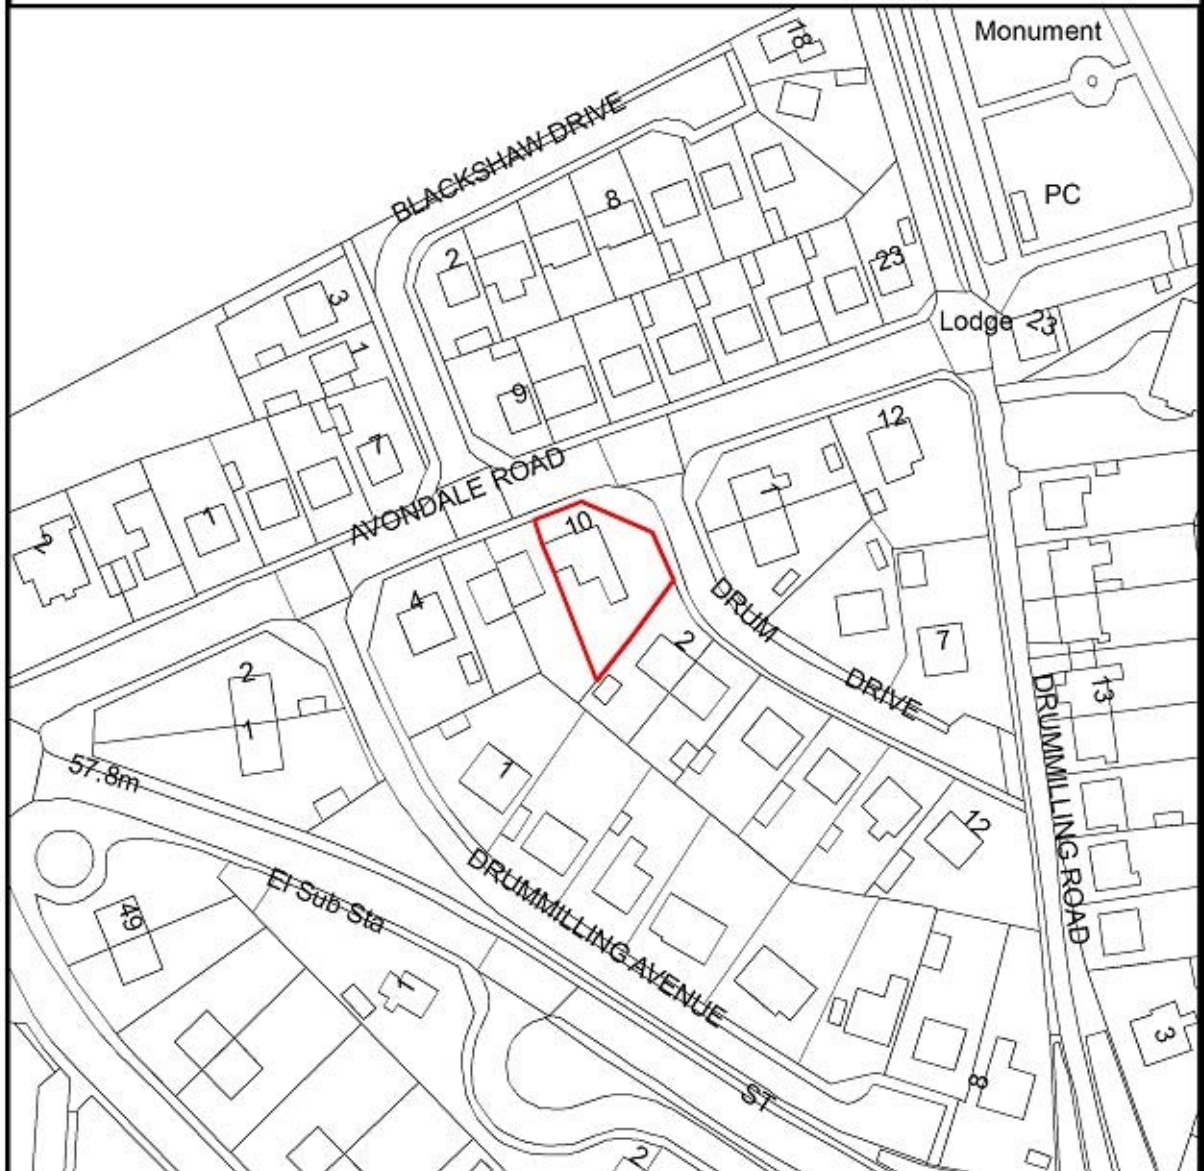 Monument
18
BLACKSHAW DRIVE
PC
8
2
23
3
Lodge 23
1
9
12
7
AVONDALE ROAD
1
10
1
2
4
DRUM
DRIVE
2
7
2
1
13
DRUMMILLING ROAD
57.8m
1
12
DRUMMILLING AVENUE
El Sub Sta
49
1
3
8
ST
2